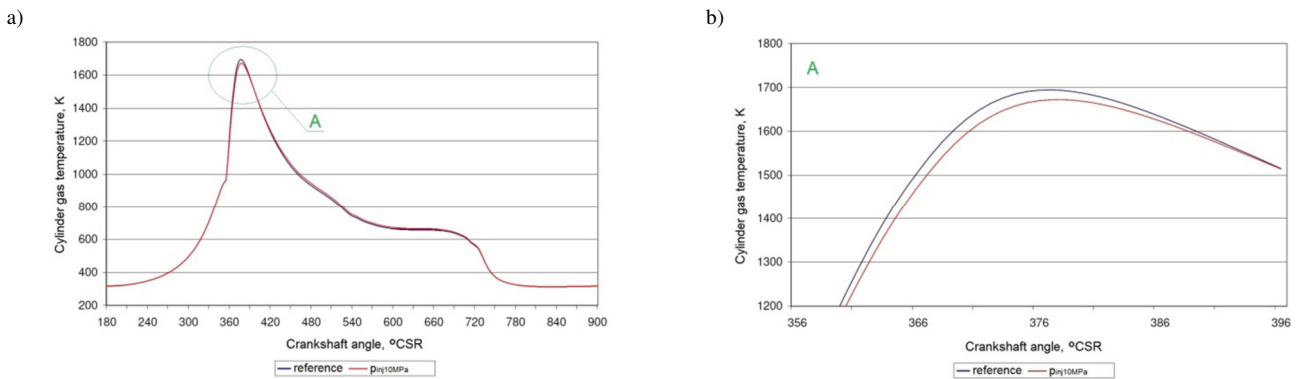 a)
1800
1600
1400
1200
1000
800
600
400
200
Cylinder gas temperature, K
A
180 240 300 360 420 480 540 600 660 720 780 840 900
Crankshaft angle, ºCSR
reference pinj10MPa
b)
1800
1700
1600
1500
1400
1300
1200
Cylinder gas temperature, K
A
356 366 376 386 396
Crankshaft angle, ºCSR
reference pinj10MPa